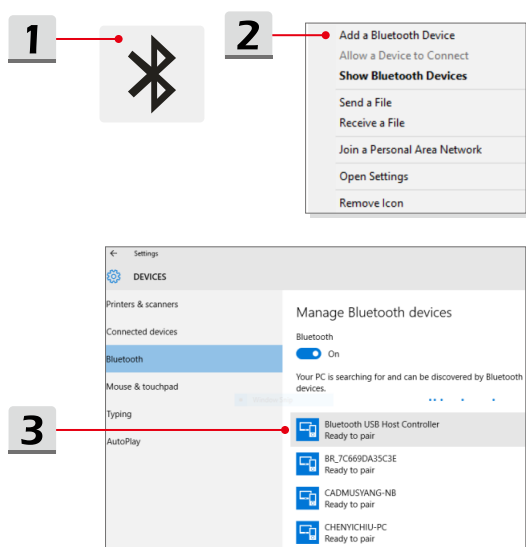 1
2
Add a Bluetooth Device
Allow a Device to Connect
Show Bluetooth Devices
Send a File
Receive a File
Join a Personal Area Network
Open Settings
Remove Icon
Settings
DEVICES
Printers & scanners
Connected devices
Bluetooth
Mouse & touchpad
Typing
AutoPlay
Manage Bluetooth devices
Bluetooth
On
Your PC is searching for and can be discovered by Bluetooth
devices.
3
Bluetooth USB Host Controller
Ready to pair
BR_7C669DA35C3E
Ready to pair
CADMUSYANG-NB
Ready to pair
CHENYICHIU-PC
Ready to pair